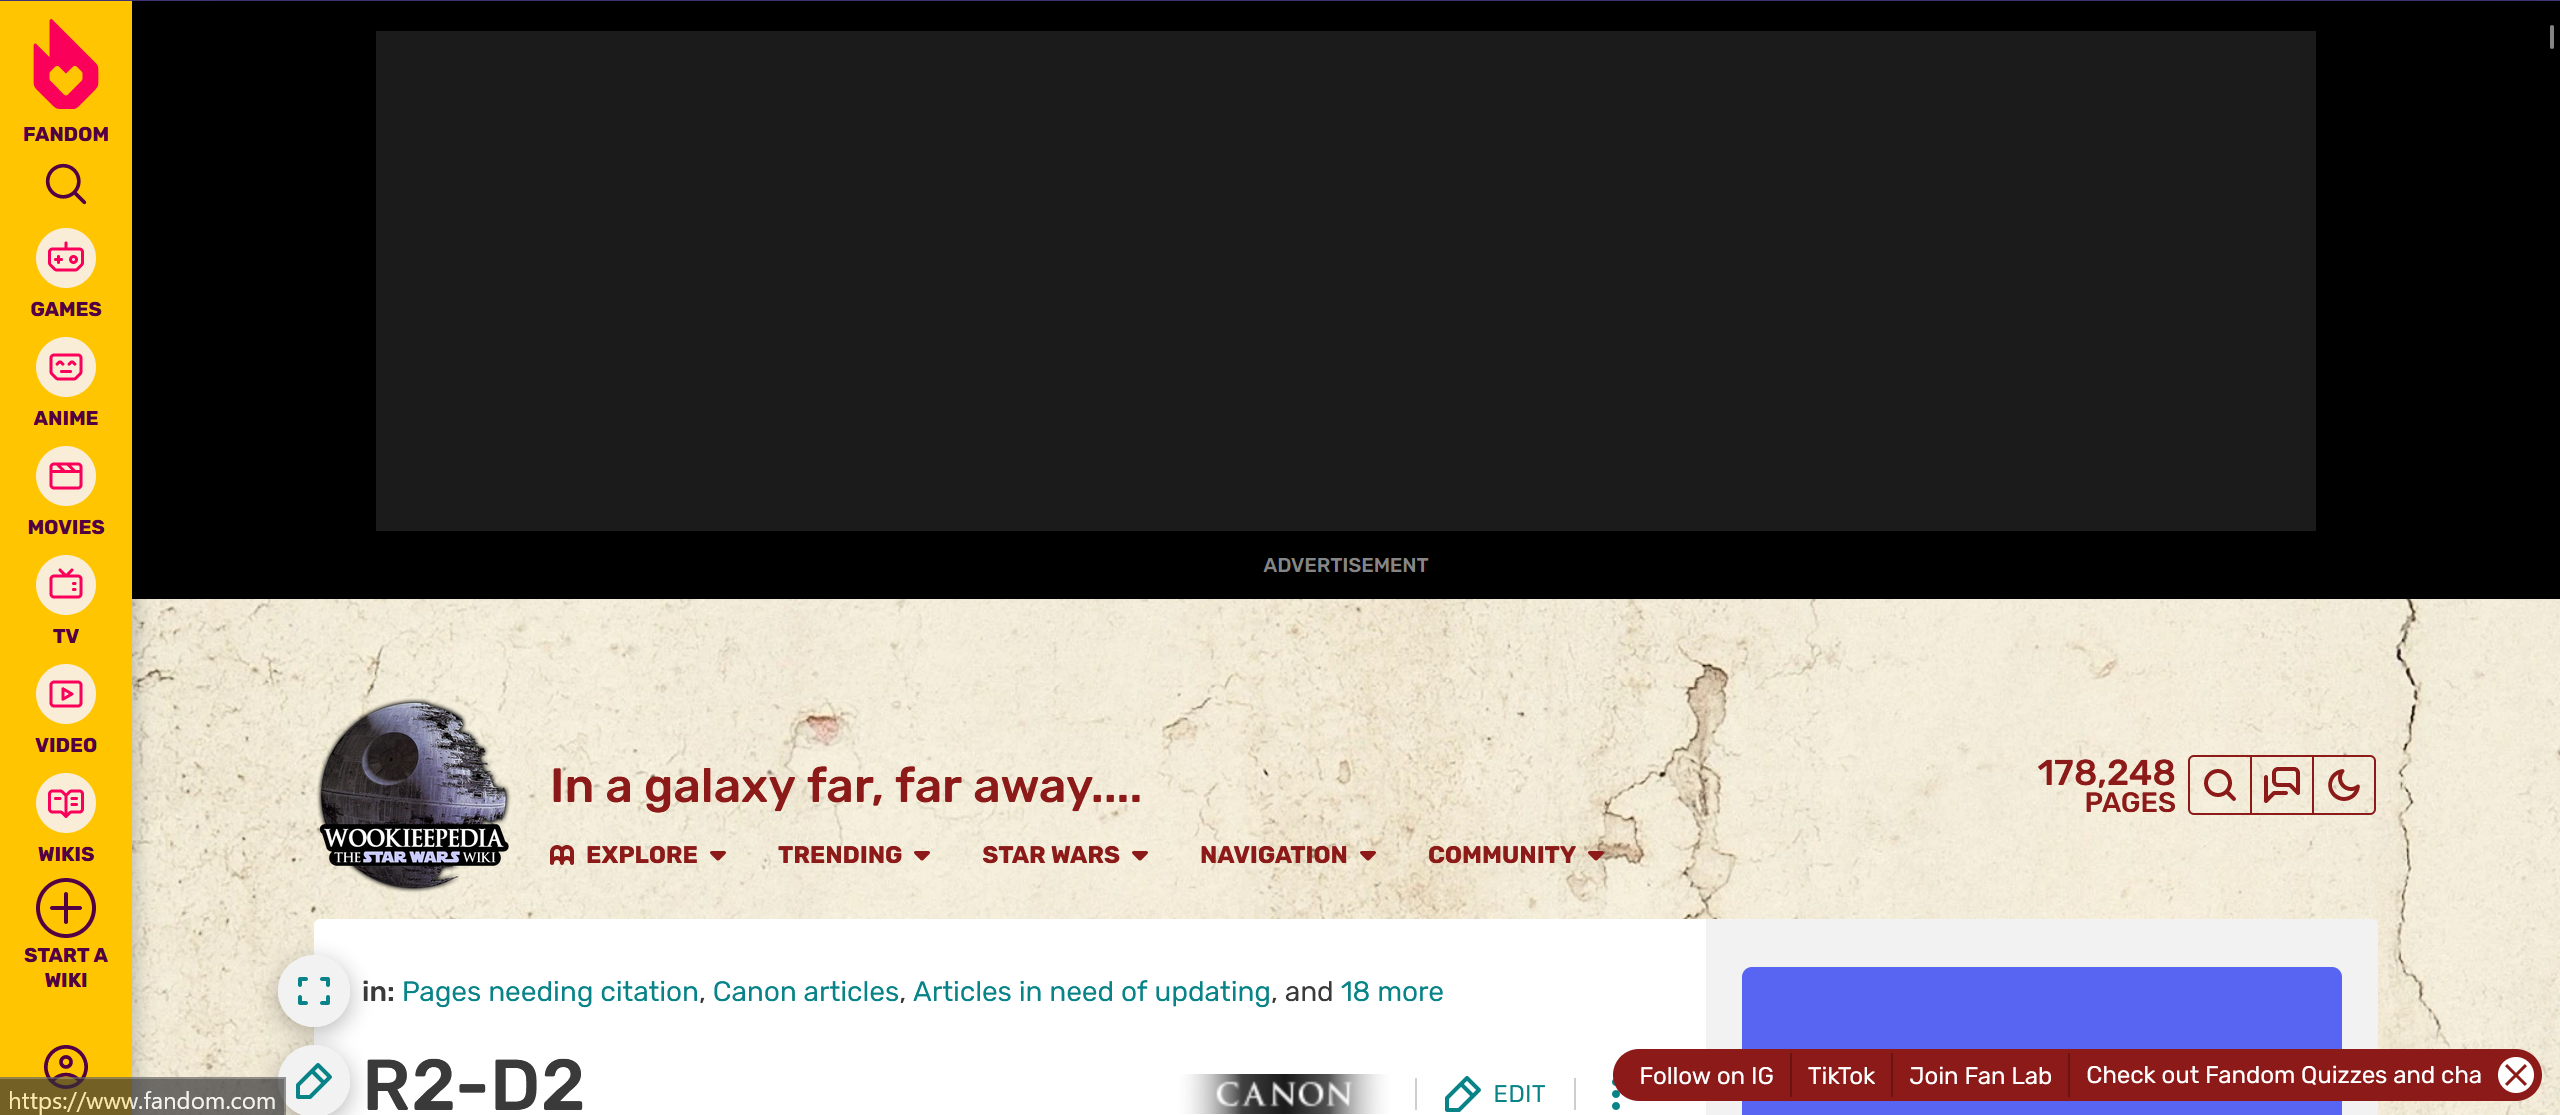 FANDOM
GAMES
ANIME
MOVIES
TV
VIDEO
WIKIS
START A
WIKI
https://www.fandom.com
ADVERTISEMENT
WOOKIEEPEDIA
THE STAR WARS WIKI
In a galaxy far, far away....
178,248
PAGES
EXPLORE
TRENDING
STAR WARS
NAVIGATION
COMMUNITY
in: Pages needing citation, Canon articles, Articles in need of updating, and 18 more
R2-D2
CANON
EDIT
Follow on IG
TikTok
Join Fan Lab
Check out Fandom Quizzes and cha